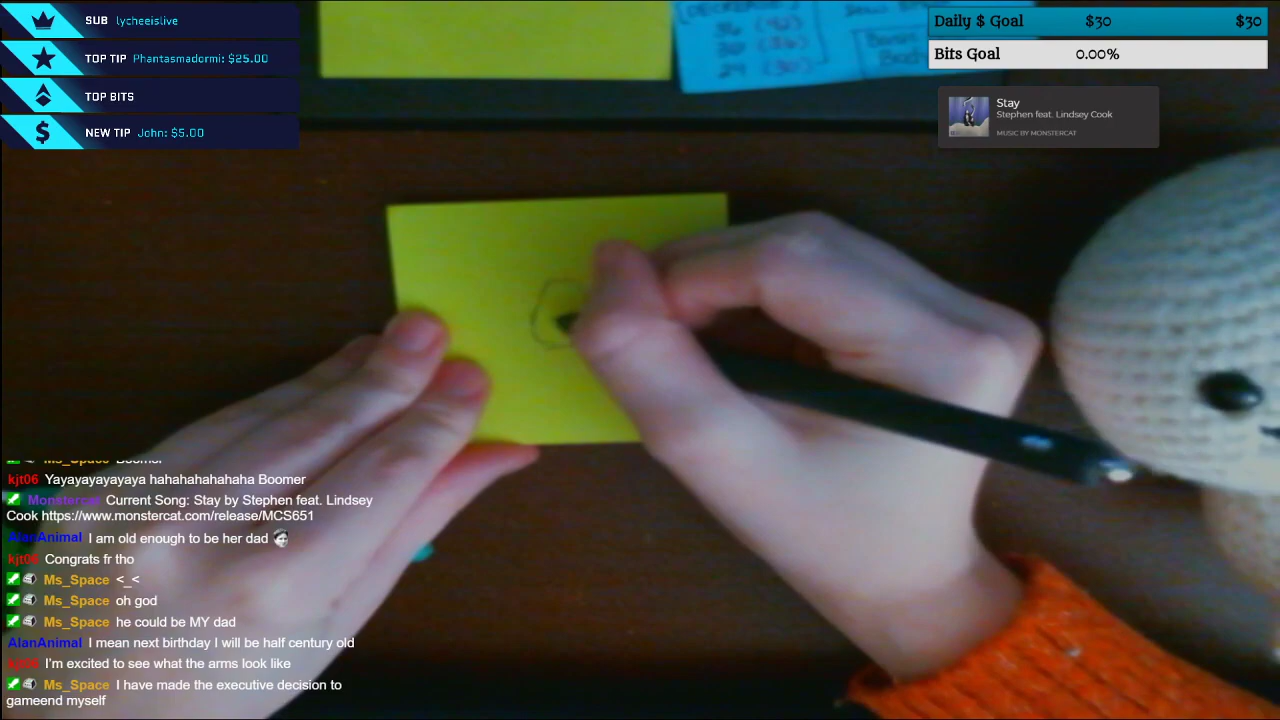 SUB lycheeislive
TOP TIP Phantasmadormi: $25.00
TOP BITS
NEW TIP John: $5.00
Daily $ Goal $30 $30
Bits Goal 0.00%
Stay
Stephen feat. Lindsey Cook
MUSIC BY MONSTERCAT
Ms_Space Boomer
kjt06 Yayayayayayaya hahahahahahaha Boomer
Monstercat Current Song: Stay by Stephen feat. Lindsey
Cook https://www.monstercat.com/release/MCS651
AlanAnimal I am old enough to be her dad
kjt06 Congrats fr tho
Ms_Space <_<
Ms_Space oh god
Ms_Space he could be MY dad
AlanAnimal I mean next birthday I will be half century old
kjt06 I'm excited to see what the arms look like
Ms_Space I have made the executive decision to
gameend myself